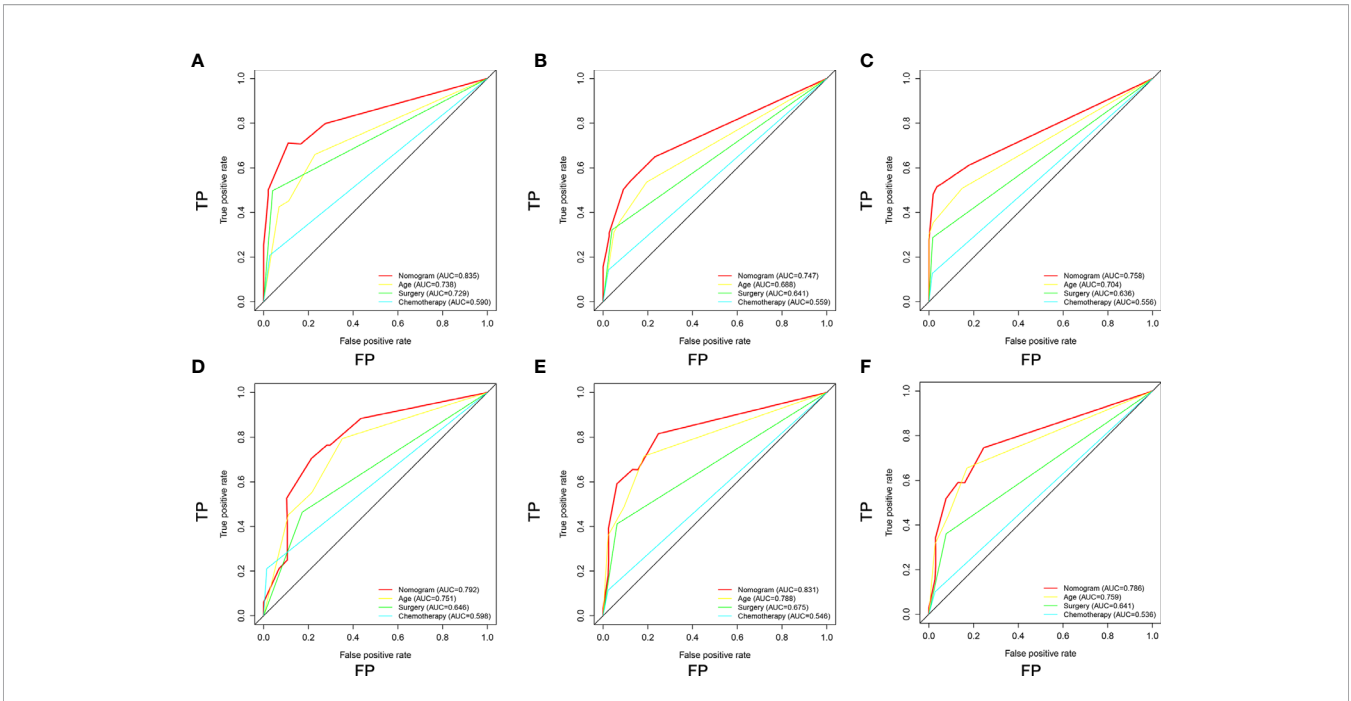 A
B
C
TP
True positive rate
0.0 0.2 0.4 0.6 0.8 1.0
Nomogram (AUC=0.835)
Age (AUC=0.738)
Surgery (AUC=0.729)
Chemotherapy (AUC=0.590)
0.0 0.2 0.4 0.6 0.8 1.0
False positive rate
FP
TP
True positive rate
0.0 0.2 0.4 0.6 0.8 1.0
Nomogram (AUC=0.747)
Age (AUC=0.688)
Surgery (AUC=0.641)
Chemotherapy (AUC=0.559)
0.0 0.2 0.4 0.6 0.8 1.0
False positive rate
FP
TP
True positive rate
0.0 0.2 0.4 0.6 0.8 1.0
Nomogram (AUC=0.758)
Age (AUC=0.704)
Surgery (AUC=0.636)
Chemotherapy (AUC=0.556)
0.0 0.2 0.4 0.6 0.8 1.0
False positive rate
FP
D
E
F
TP
True positive rate
0.0 0.2 0.4 0.6 0.8 1.0
Nomogram (AUC=0.792)
Age (AUC=0.751)
Surgery (AUC=0.646)
Chemotherapy (AUC=0.598)
0.0 0.2 0.4 0.6 0.8 1.0
False positive rate
FP
TP
True positive rate
0.0 0.2 0.4 0.6 0.8 1.0
Nomogram (AUC=0.831)
Age (AUC=0.788)
Surgery (AUC=0.675)
Chemotherapy (AUC=0.546)
0.0 0.2 0.4 0.6 0.8 1.0
False positive rate
FP
TP
True positive rate
0.0 0.2 0.4 0.6 0.8 1.0
Nomogram (AUC=0.786)
Age (AUC=0.759)
Surgery (AUC=0.641)
Chemotherapy (AUC=0.536)
0.0 0.2 0.4 0.6 0.8 1.0
False positive rate
FP